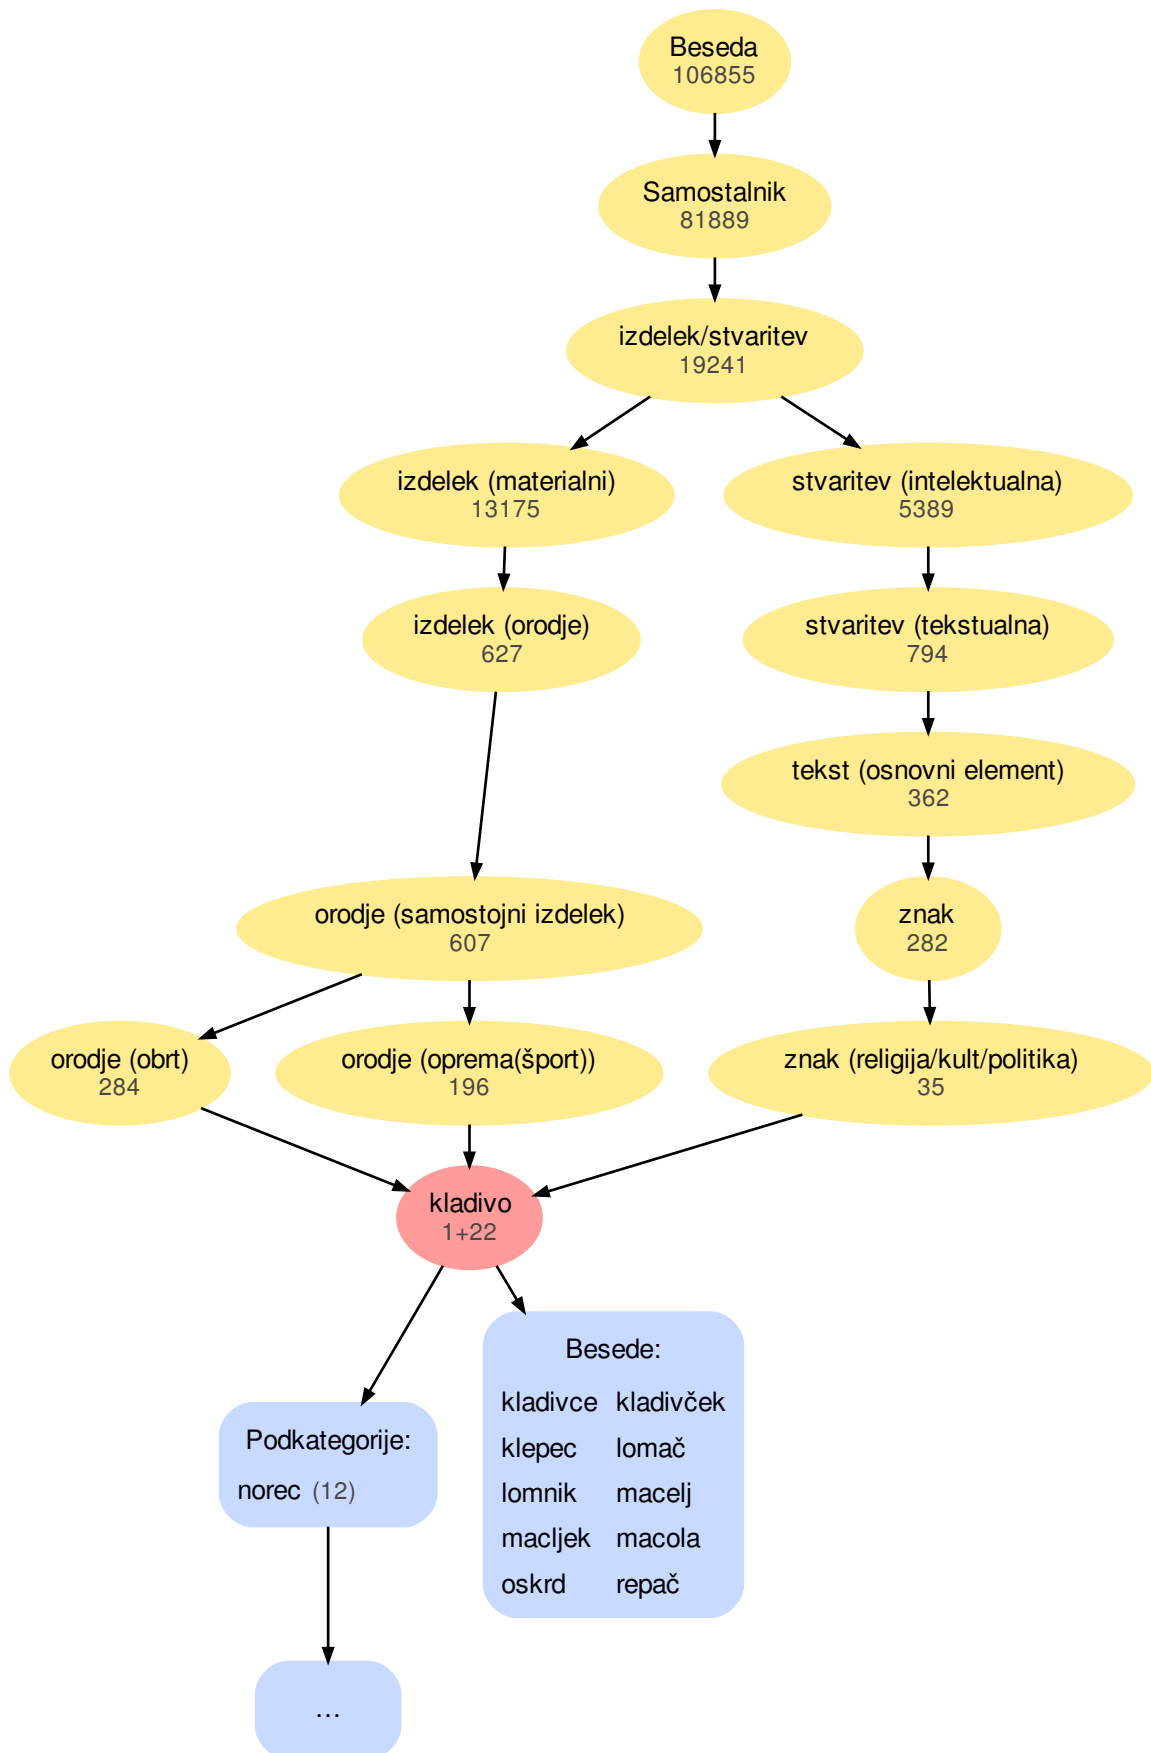 Beseda
106855
Samostalnik
81889
izdelek/stvaritev
19241
izdelek (materialni)
13175
stvaritev (intelektualna)
5389
izdelek (orodje)
627
stvaritev (tekstualna)
794
tekst (osnovni element)
362
orodje (samostojni izdelek)
607
znak
282
orodje (obrt)
284
orodje (oprema(šport))
196
znak (religija/kult/politika)
35
kladivo
1+22
Besede:
kladivce kladivček
klepec lomač
lomnik macelj
macljek macola
oskrd repač
Podkategorije:
norec (12)
...